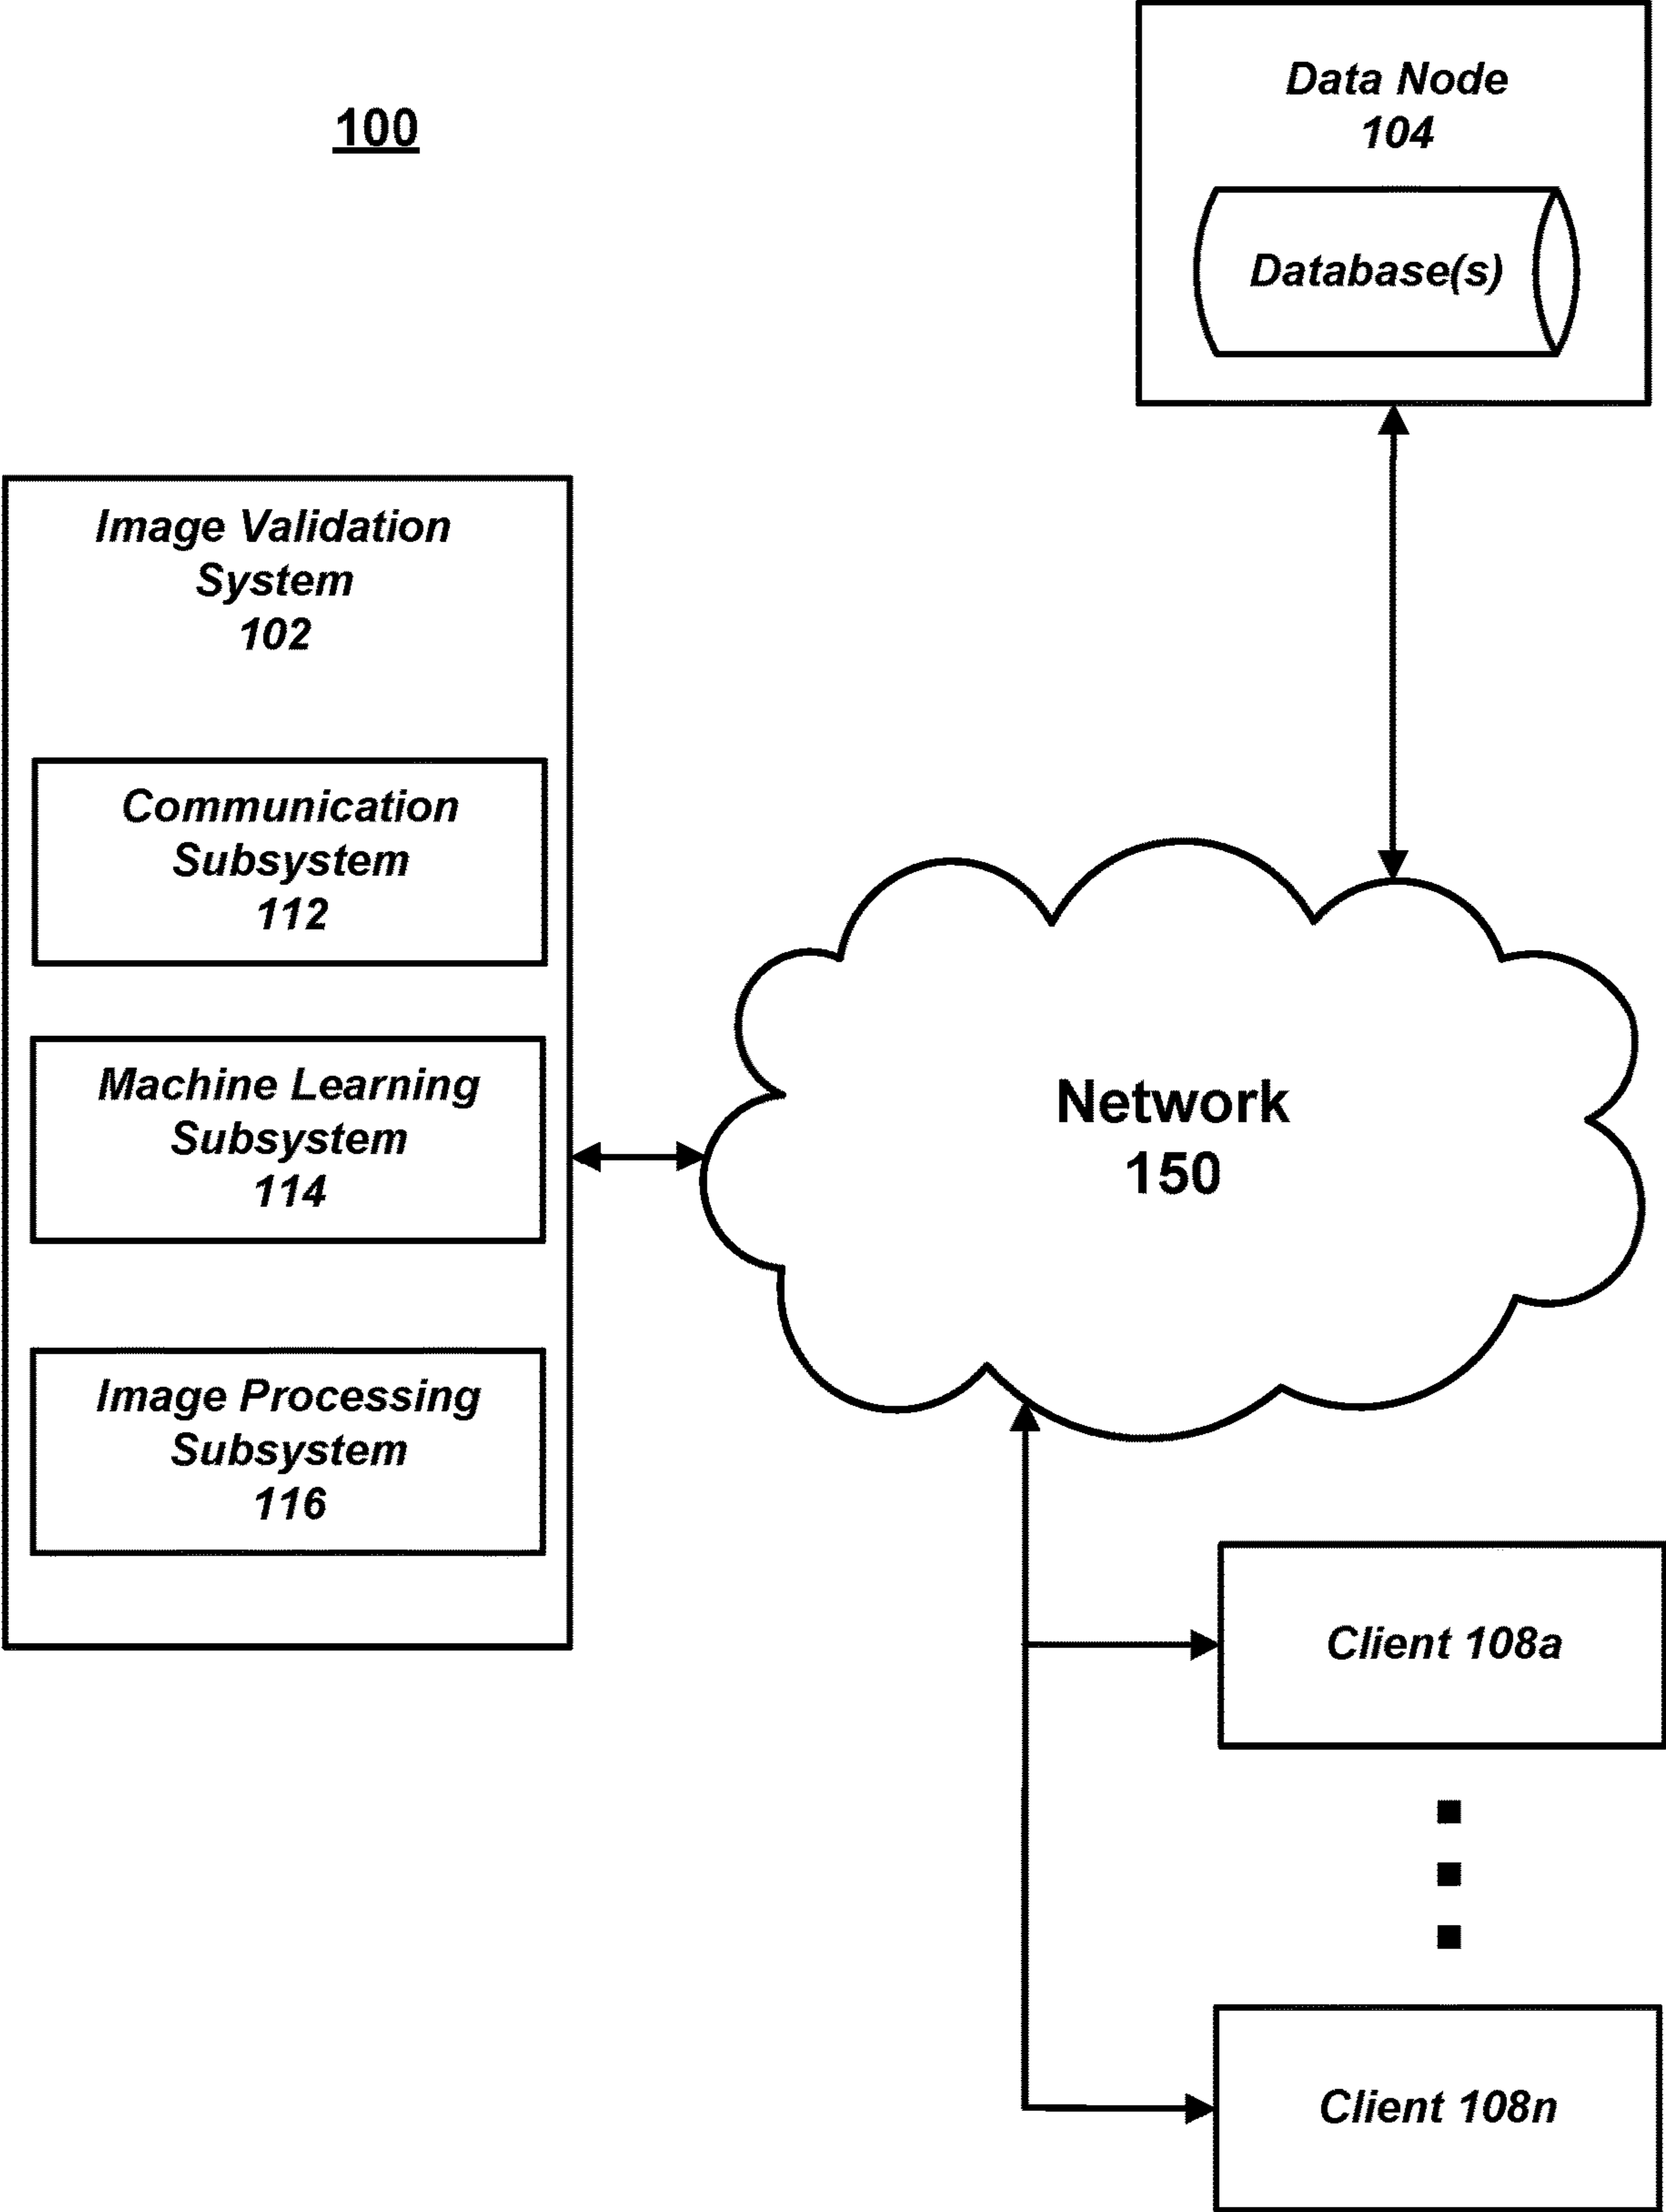 100
Data Node
104
Database(s)
Image Validation
System
102
Communication
Subsystem
112
Machine Learning
Subsystem
114
Image Processing
Subsystem
116
Network
150
Client 108a
Client 108n